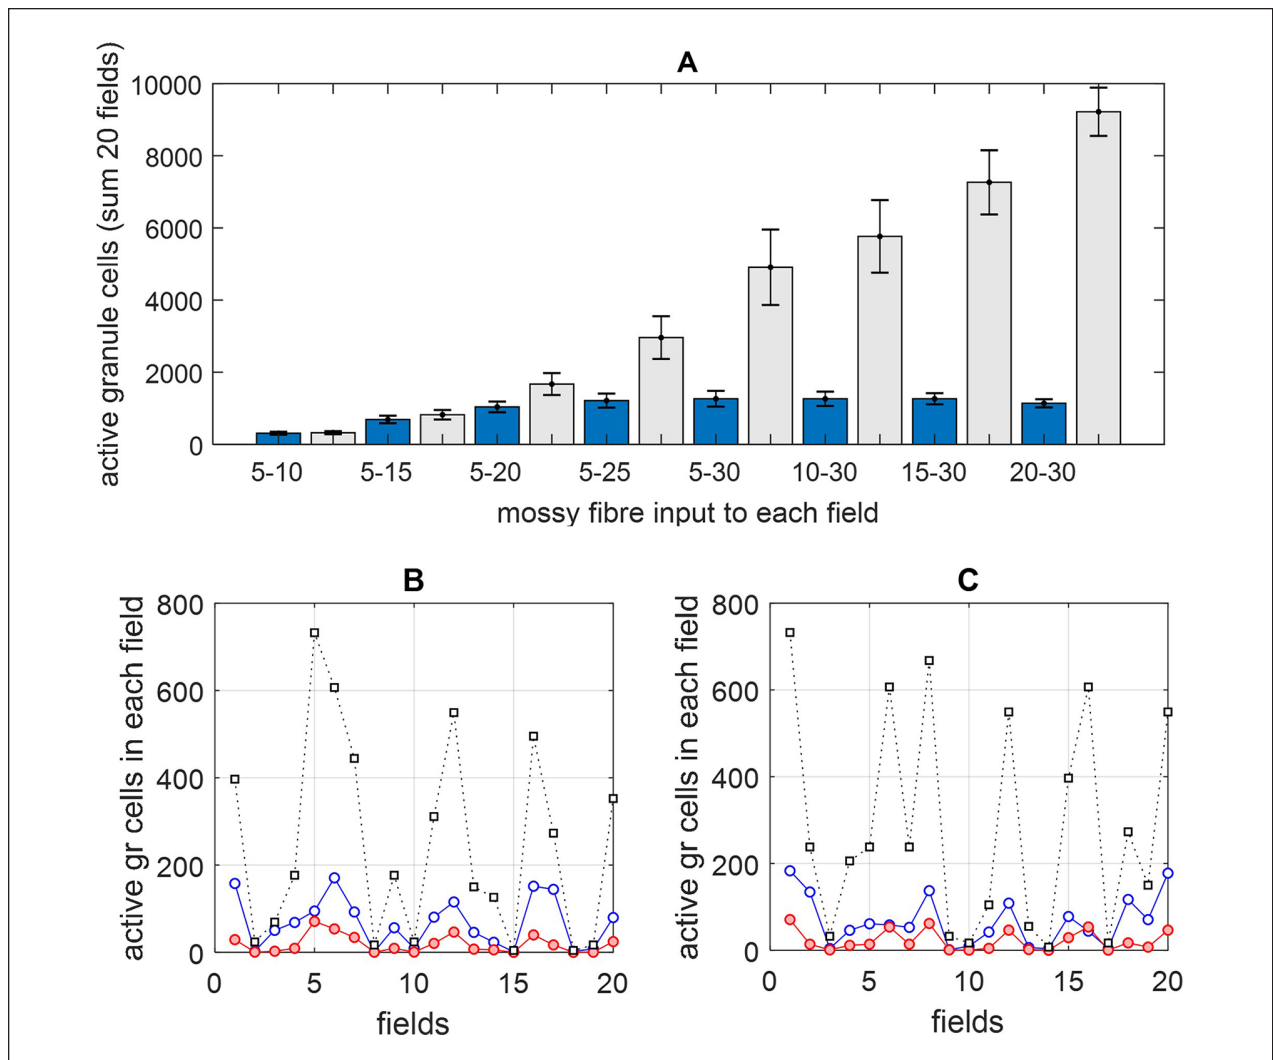 A
active granule cells (sum 20 fields)
10000
8000
6000
4000
2000
0
5-10 5-15 5-20 5-25 5-30 10-30 15-30 20-30
mossy fibre input to each field
B
active gr cells in each field
800
600
400
200
0
0 5 10 15 20
fields
C
active gr cells in each field
800
600
400
200
0
0 5 10 15 20
fields